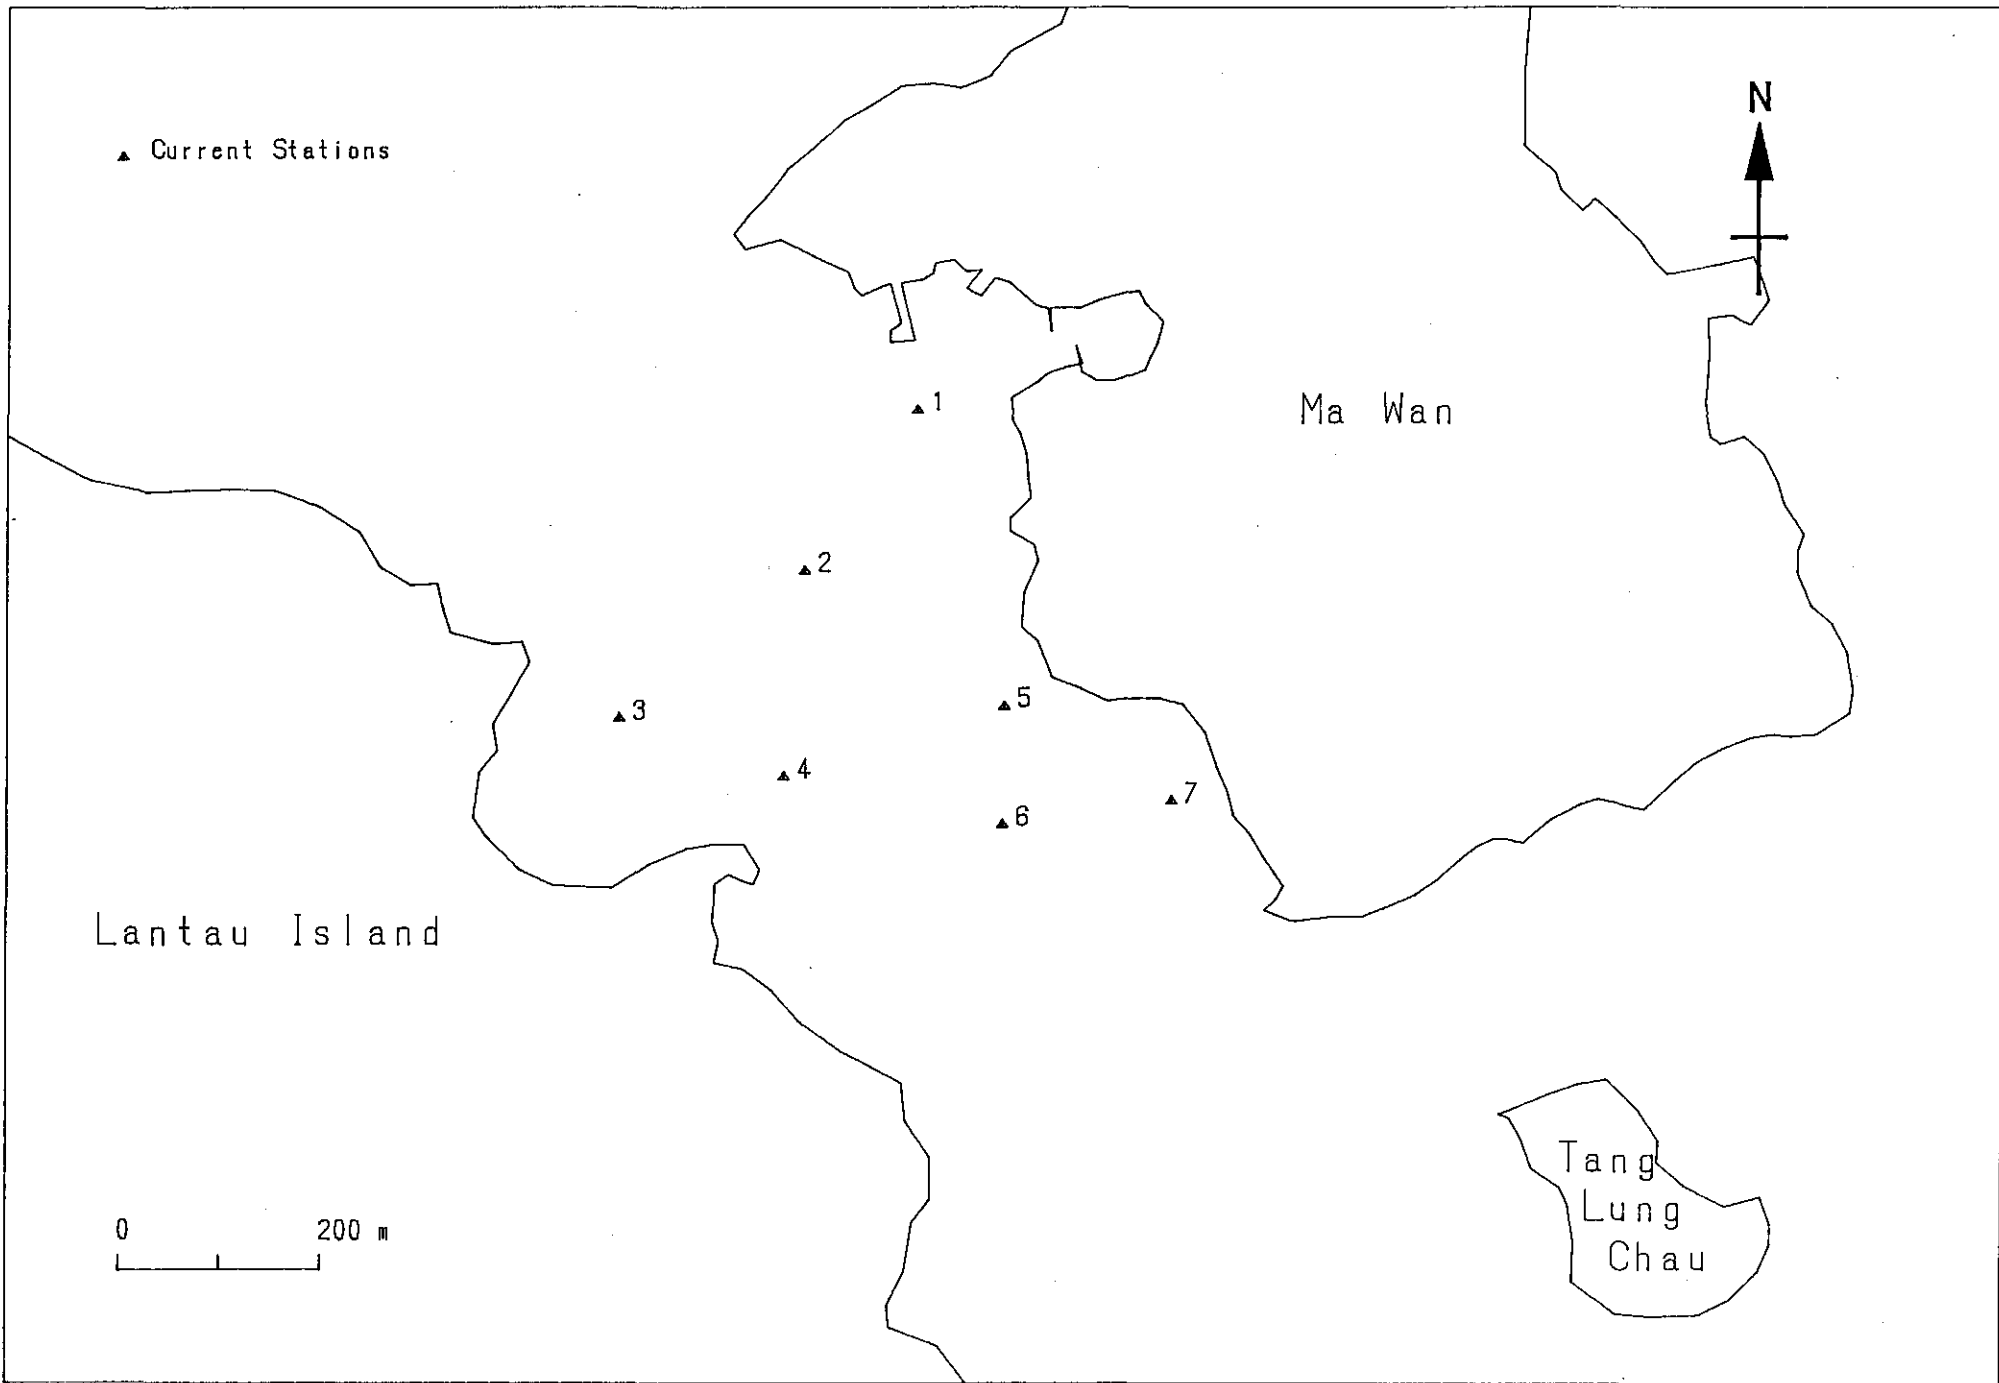 N
Current Stations
1
Ma Wan
2
3
5
4
7
6
Lantau Island
Tang
Lung
Chau
0 200 m